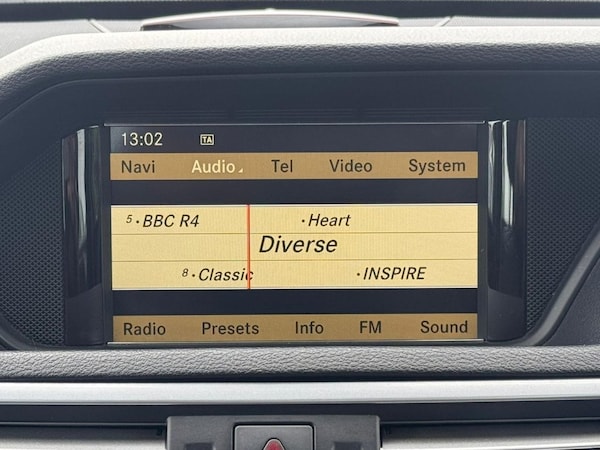 13:02 TA
Navi Audio Tel Video System
5·BBC R4 ·Heart
Diverse
8·Classic ·INSPIRE
Radio Presets Info FM Sound